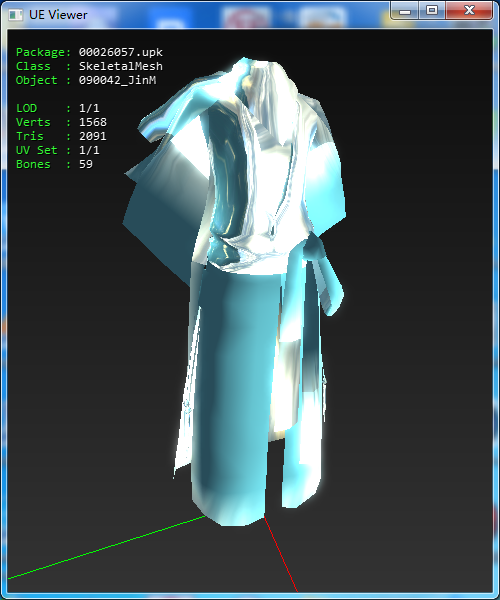 UE Viewer
Package: 00026057.upk
Class : SkeletalMesh
Object : 090042_JinM
LOD : 1/1
Verts : 1568
Tris : 2091
UV Set : 1/1
Bones : 59